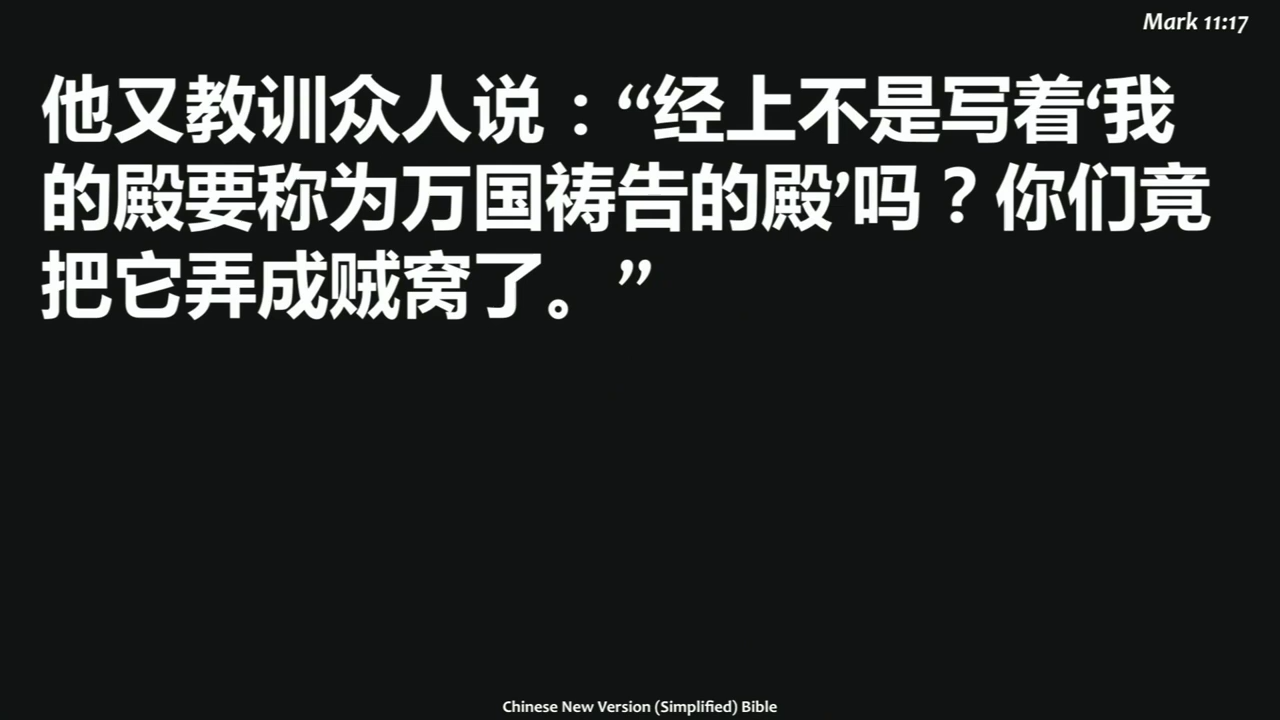 Mark 11:17
他又教训众人说：“经上不是写着‘我
的殿要称为万国祷告的殿’吗？你们竟
把它弄成贼窝了。”
Chinese New Version (Simplified) Bible